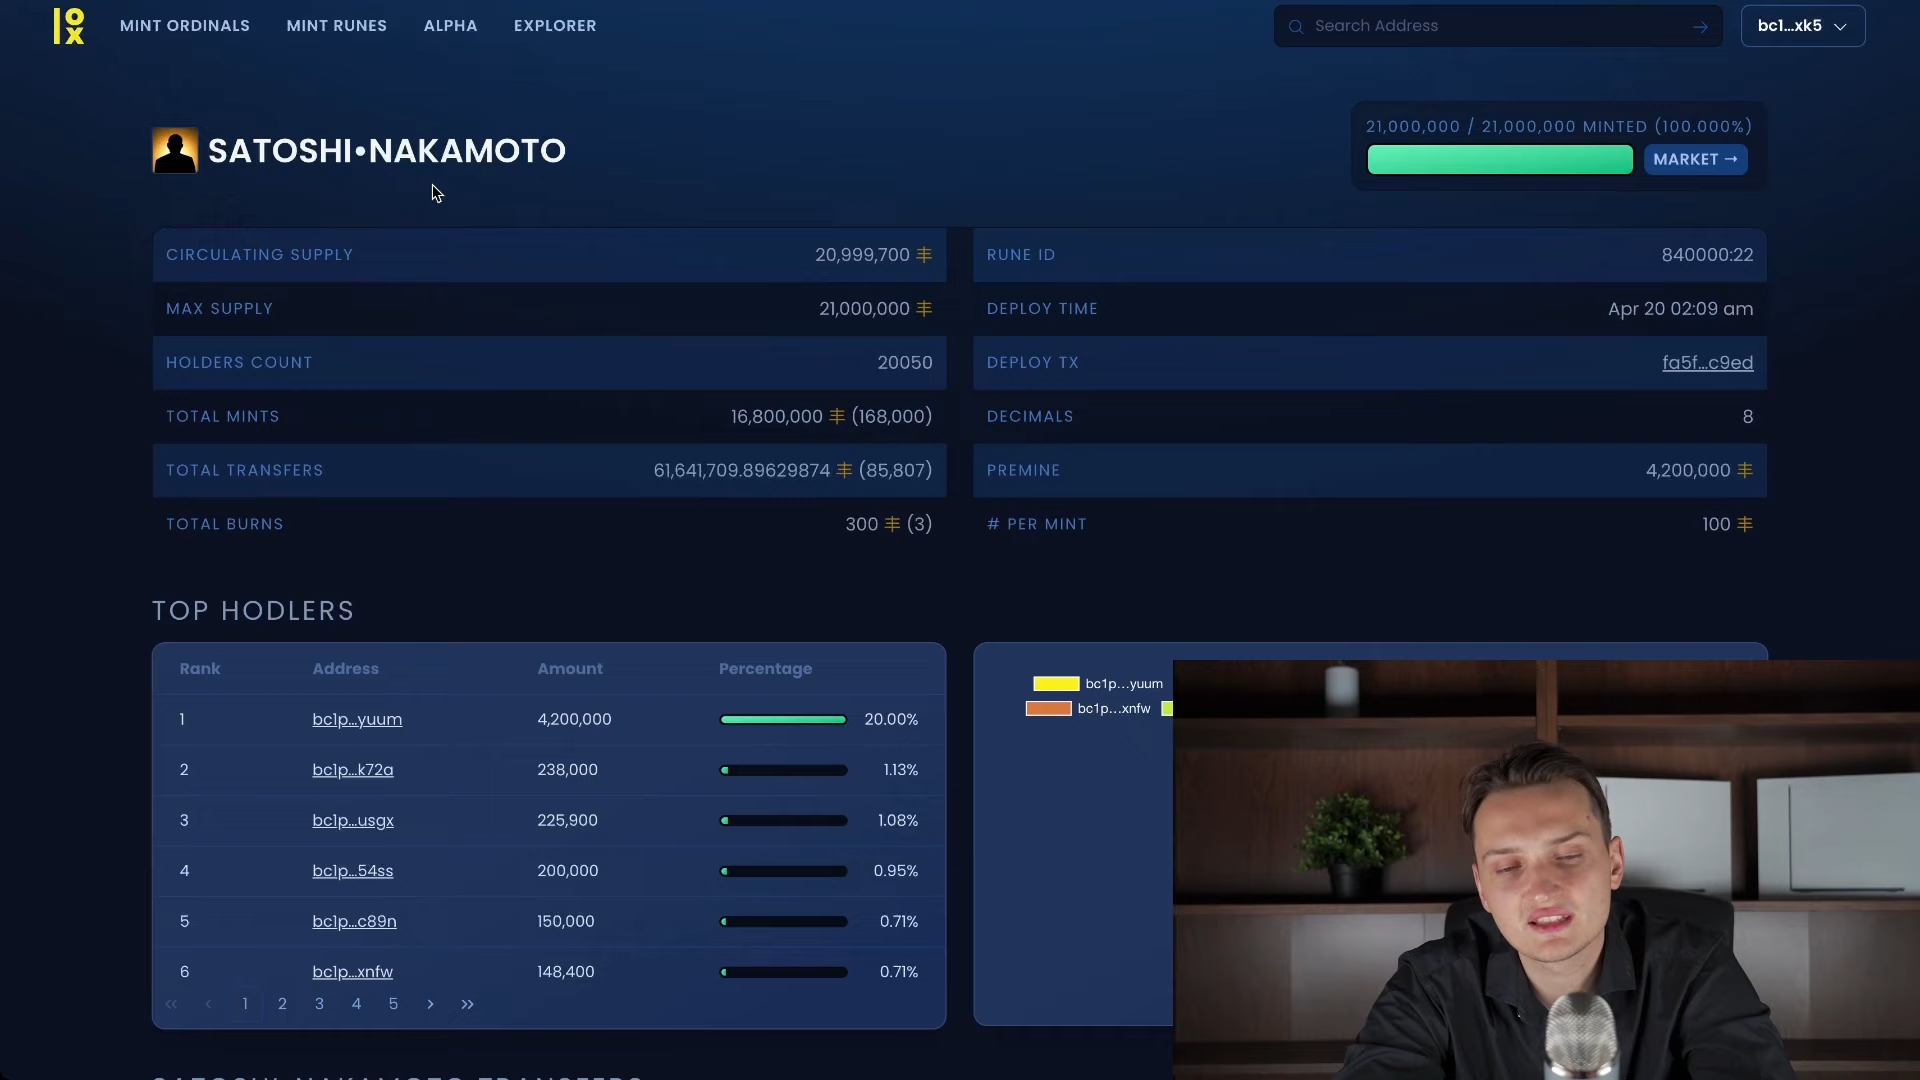 MINT ORDINALS MINT RUNES ALPHA EXPLORER Search Address bc1...xk5
21,000,000 / 21,000,000 MINTED (100.000%)
SATOSHI•NAKAMOTO
MARKET →
CIRCULATING SUPPLY 20,999,700 丰 RUNE ID 840000:22
MAX SUPPLY 21,000,000 丰 DEPLOY TIME Apr 20 02:09 am
HOLDERS COUNT 20050 DEPLOY TX fa5f...c9ed
TOTAL MINTS 16,800,000 丰 (168,000) DECIMALS 8
TOTAL TRANSFERS 61,641,709.89629874 丰 (85,807) PREMINE 4,200,000 丰
TOTAL BURNS 300 丰 (3) # PER MINT 100 丰
TOP HODLERS
Rank Address Amount Percentage
bc1p...yuum
bc1p...xnfw
1 bc1p...yuum 4,200,000 20.00%
2 bc1p...k72a 238,000 1.13%
3 bc1p...usgx 225,900 1.08%
4 bc1p...54ss 200,000 0.95%
5 bc1p...c89n 150,000 0.71%
6 bc1p...xnfw 148,400 0.71%
« ‹ 1 2 3 4 5 › »